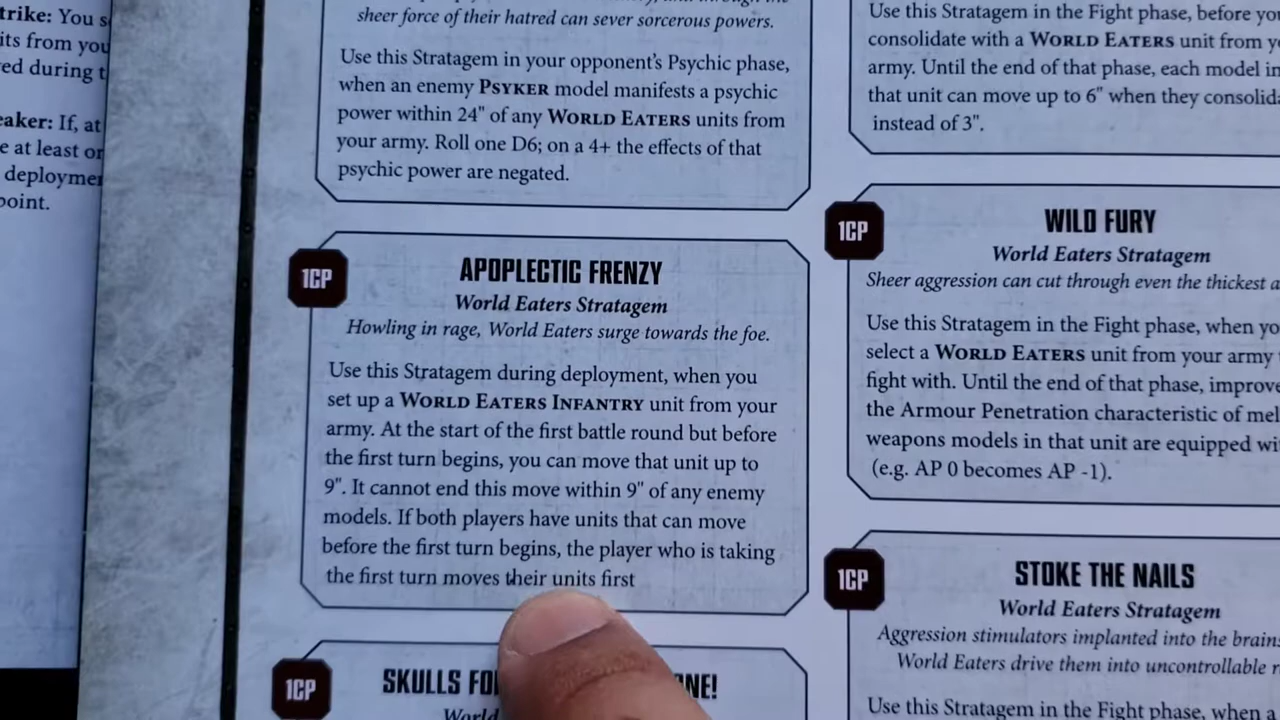 trike: You s
its from you
ed during t
eaker: If, at
e at least or
deploymen
point.
sheer force of their hatred can sever sorcerous powers.
Use this Stratagem in your opponent's Psychic phase,
when an enemy PSYKER model manifests a psychic
power within 24" of any WORLD EATERS units from
your army. Roll one D6; on a 4+ the effects of that
psychic power are negated.
1CP
APOPLECTIC FRENZY
World Eaters Stratagem
Howling in rage, World Eaters surge towards the foe.
Use this Stratagem during deployment, when you
set up a WORLD EATERS INFANTRY unit from your
army. At the start of the first battle round but before
the first turn begins, you can move that unit up to
9". It cannot end this move within 9" of any enemy
models. If both players have units that can move
before the first turn begins, the player who is taking
the first turn moves their units first
1CP
SKULLS FO NE!
World
Use this Stratagem in the Fight phase, before yo
consolidate with a WORLD EATERS unit from y
army. Until the end of that phase, each model in
that unit can move up to 6" when they consolida
instead of 3".
1CP
WILD FURY
World Eaters Stratagem
Sheer aggression can cut through even the thickest a
Use this Stratagem in the Fight phase, when yo
select a WORLD EATERS unit from your army
fight with. Until the end of that phase, improve
the Armour Penetration characteristic of mel
weapons models in that unit are equipped wi
(e.g. AP 0 becomes AP -1).
1CP
STOKE THE NAILS
World Eaters Stratagem
Aggression stimulators implanted into the brains
World Eaters drive them into uncontrollable r
Use this Stratagem in the Fight phase, when a